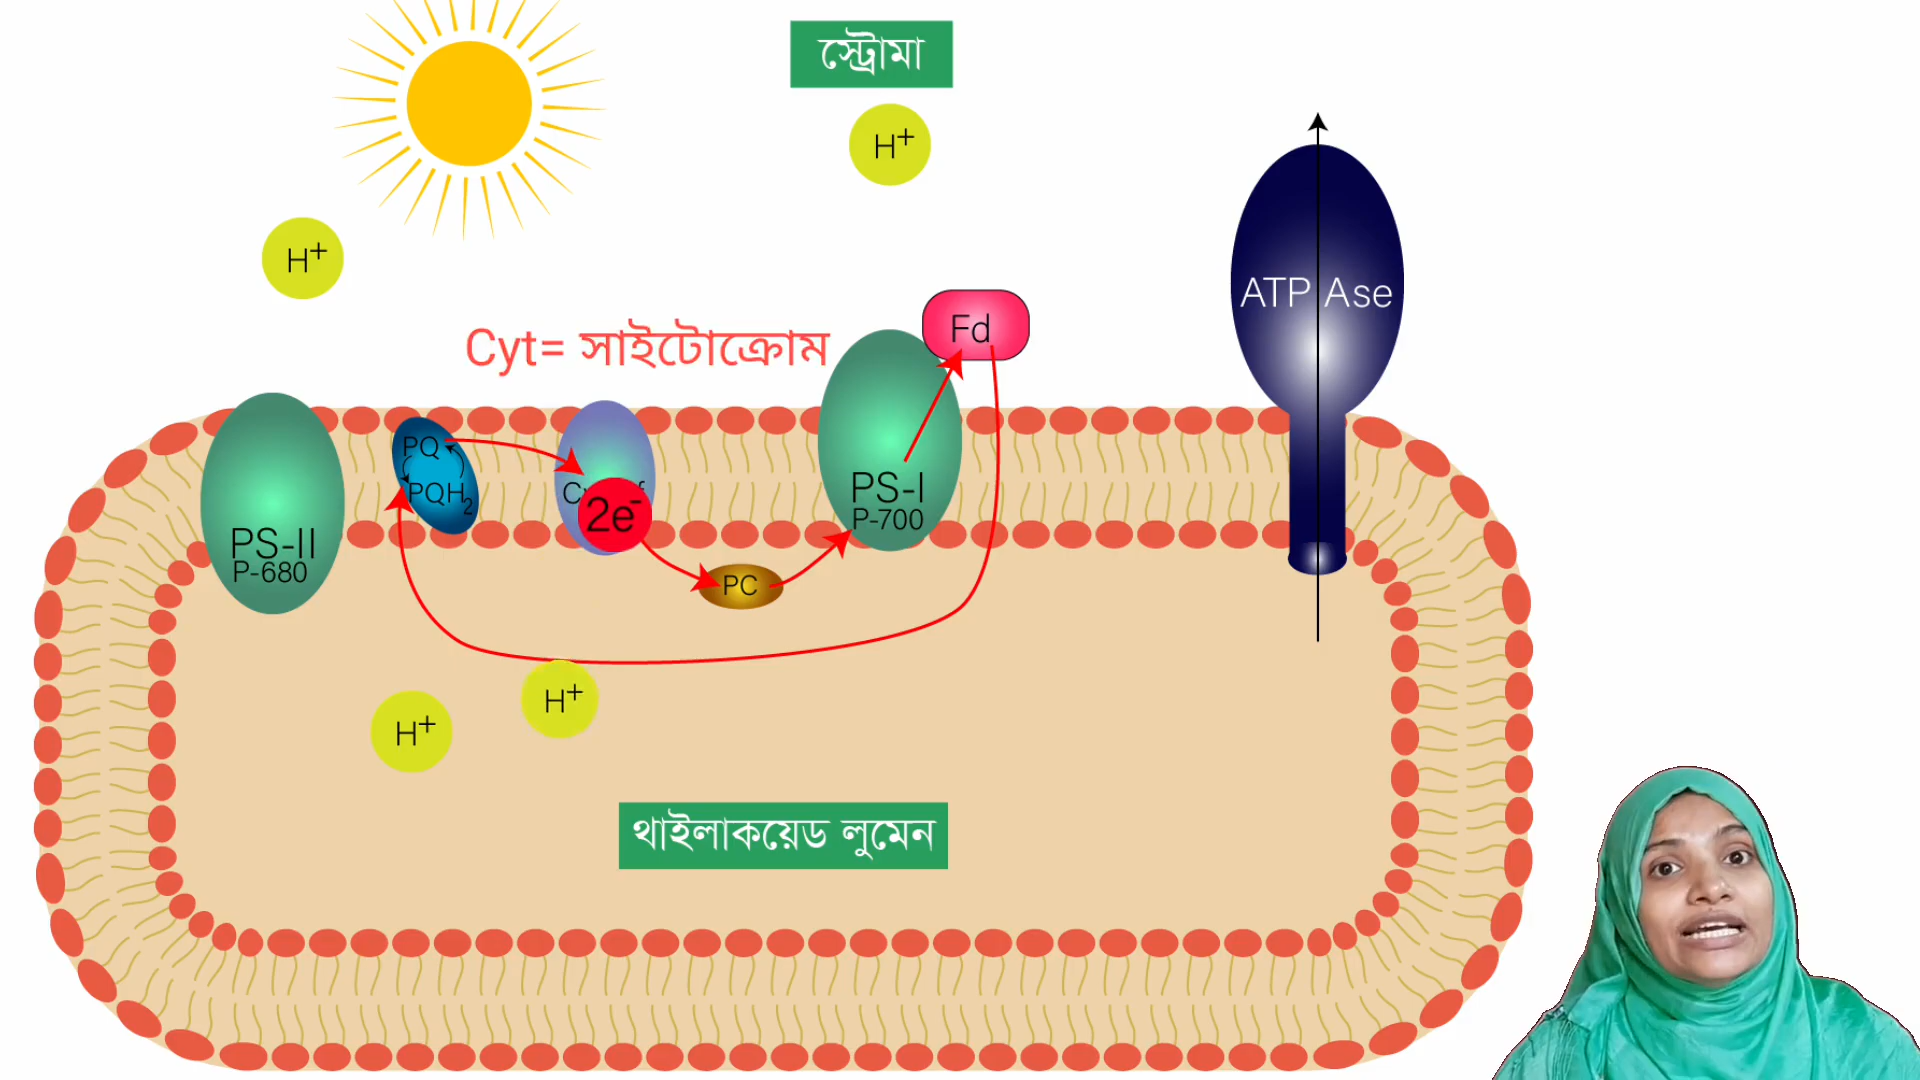 স্ট্রোমা
H+
H+
ATP Ase
Fd
Cyt= সাইটোক্রোম
PQ
PQH2
PS-I
P-700
2e-
PS-II
P-680
PC
H+
H+
থাইলাকয়েড লুমেন